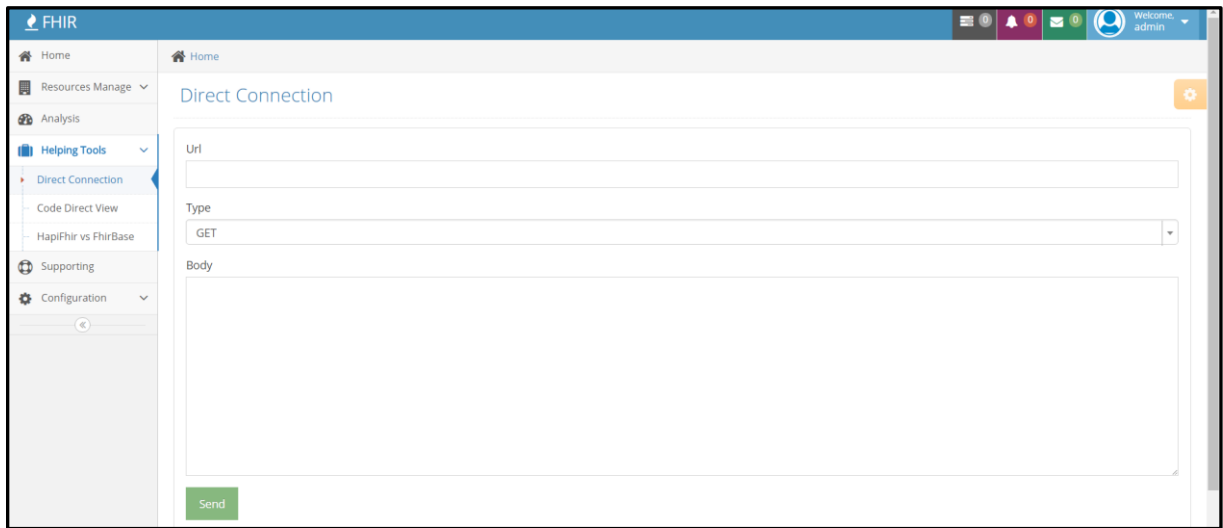 FHIR
0
0
0
Welcome,
admin
Home
Resources Manage
Analysis
Helping Tools
Direct Connection
Code Direct View
HapiFhir vs FhirBase
Supporting
Configuration
Home
Direct Connection
Url
Type
GET
Body
Send